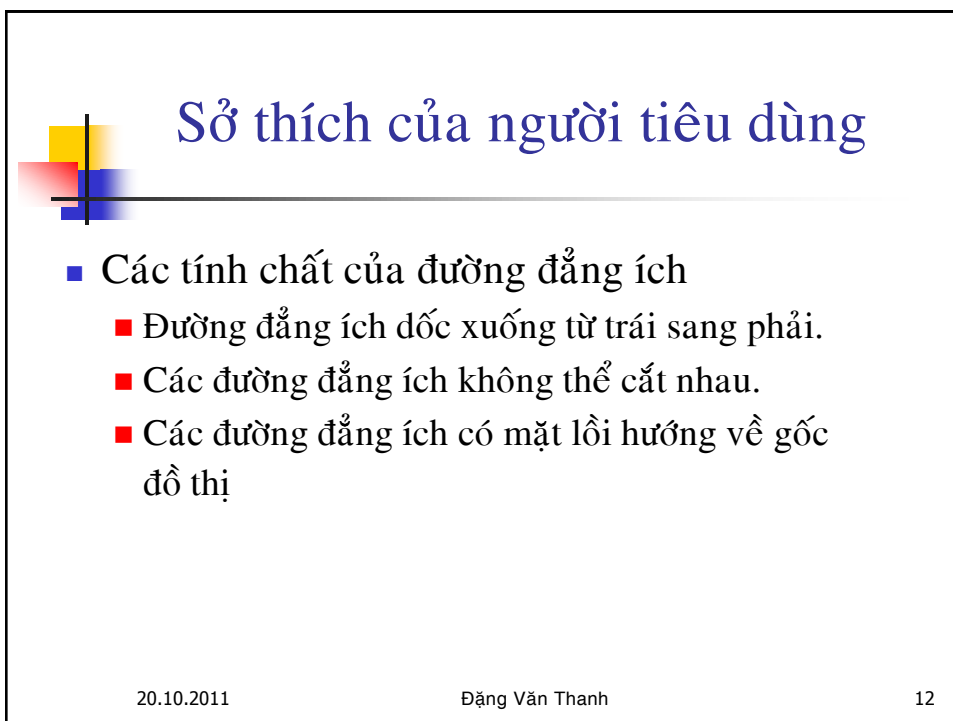 Sở thích của người tiêu dùng
Các tính chất của đường đẳng ích
Đường đẳng ích dốc xuống từ trái sang phải.
Các đường đẳng ích không thể cắt nhau.
Các đường đẳng ích có mặt lồi hướng về gốc
đồ thị
20.10.2011 Đặng Văn Thanh 12